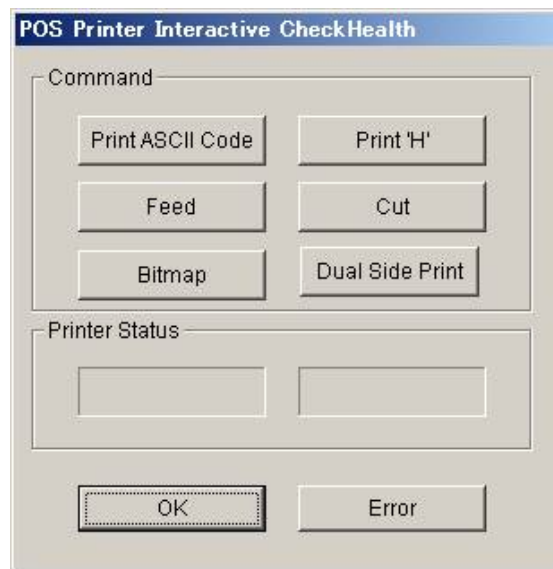 POS Printer Interactive CheckHealth
Command
Print ASCII Code
Print 'H'
Feed
Cut
Bitmap
Dual Side Print
Printer Status
OK
Error